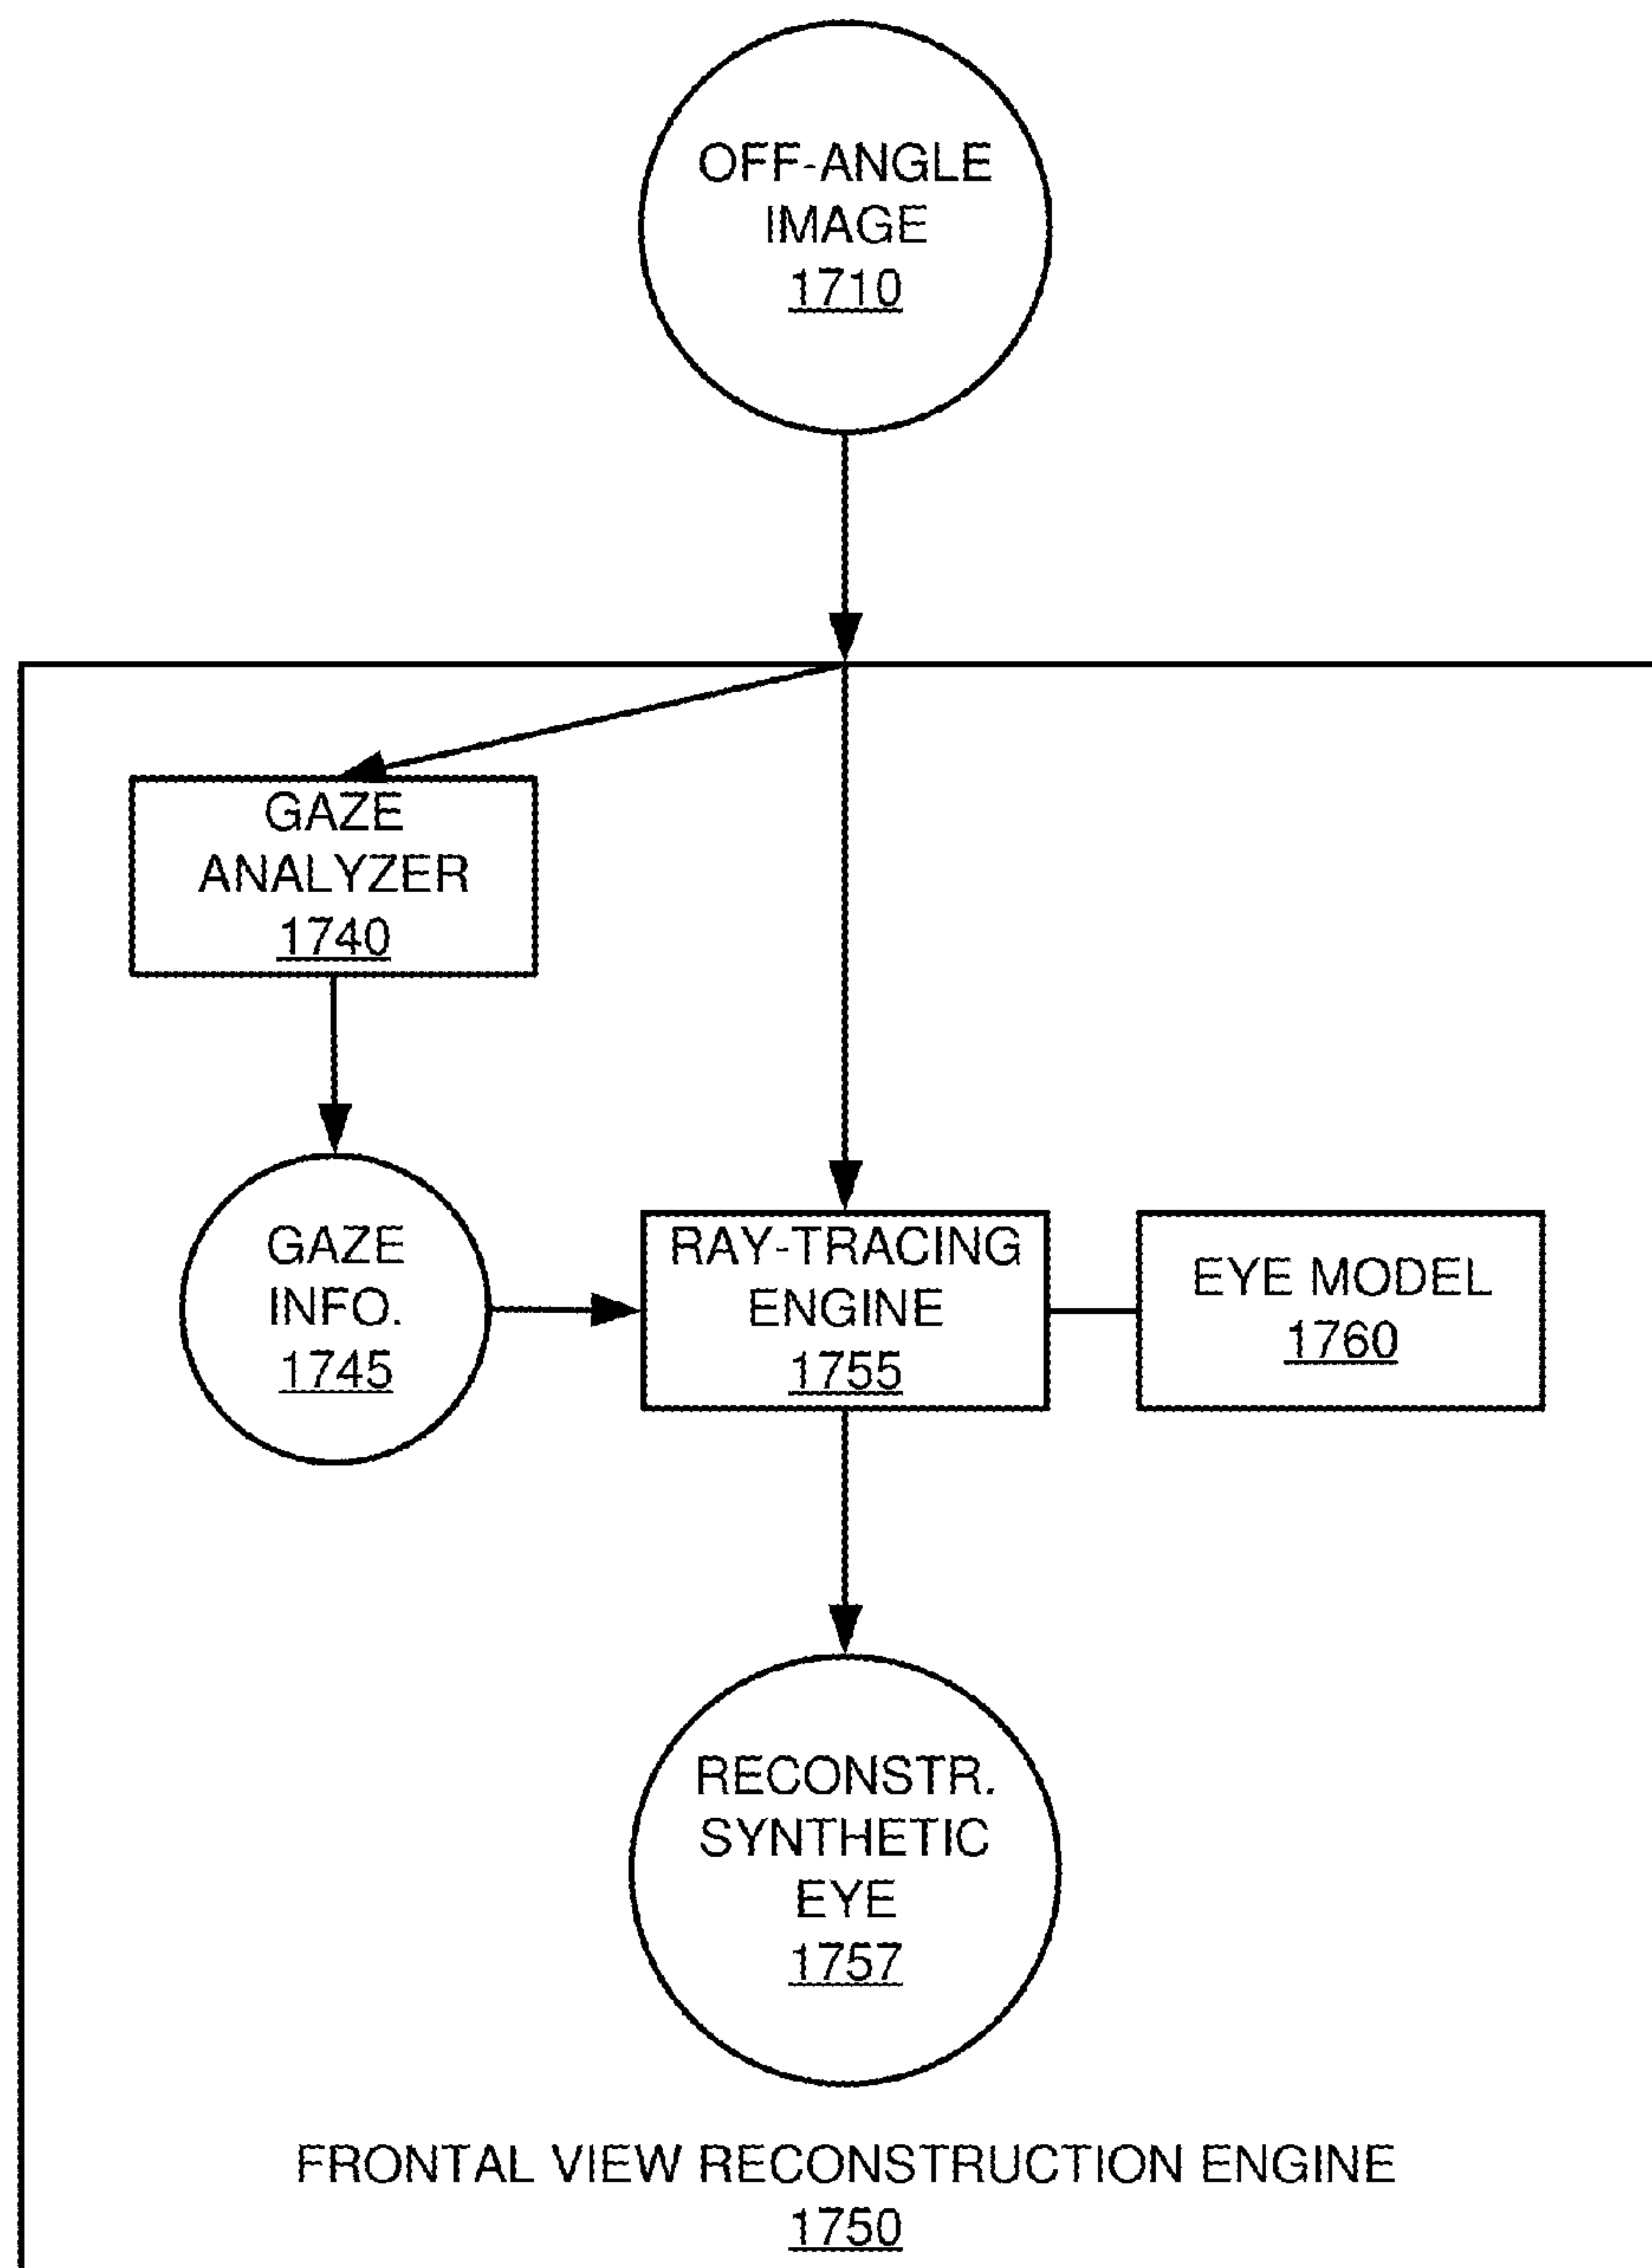 OFF-ANGLE
IMAGE
1710
GAZE
ANALYZER
1740
GAZE
INFO.
1745
RAY-TRACING
ENGINE
1755
EYE MODEL
1760
RECONSTR.
SYNTHETIC
EYE
1757
FRONTAL VIEW RECONSTRUCTION ENGINE
1750